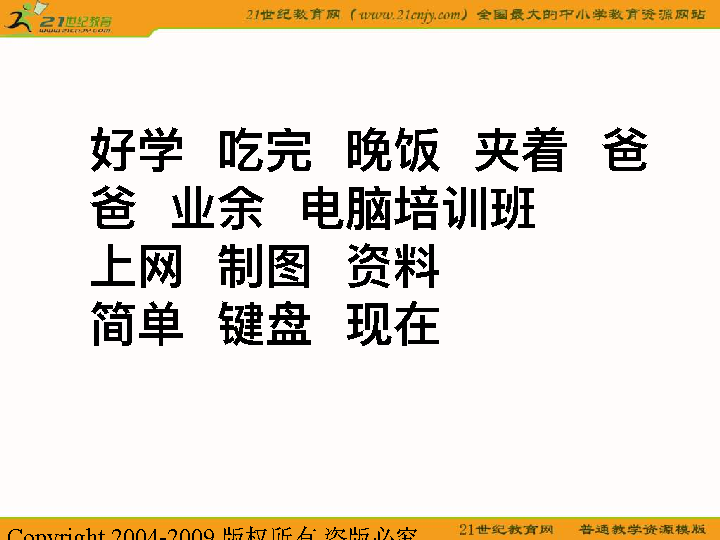 21世纪教育
www.21cnjy.com
21世纪教育网（www.21cnjy.com）全国最大的中小学教育资源网站
好学 吃完 晚饭 夹着 爸
爸 业余 电脑培训班
上网 制图 资料
简单 键盘 现在
Copyright 2004-2009 版权所有 盗版必究
21世纪教育网 普通教学资源模版